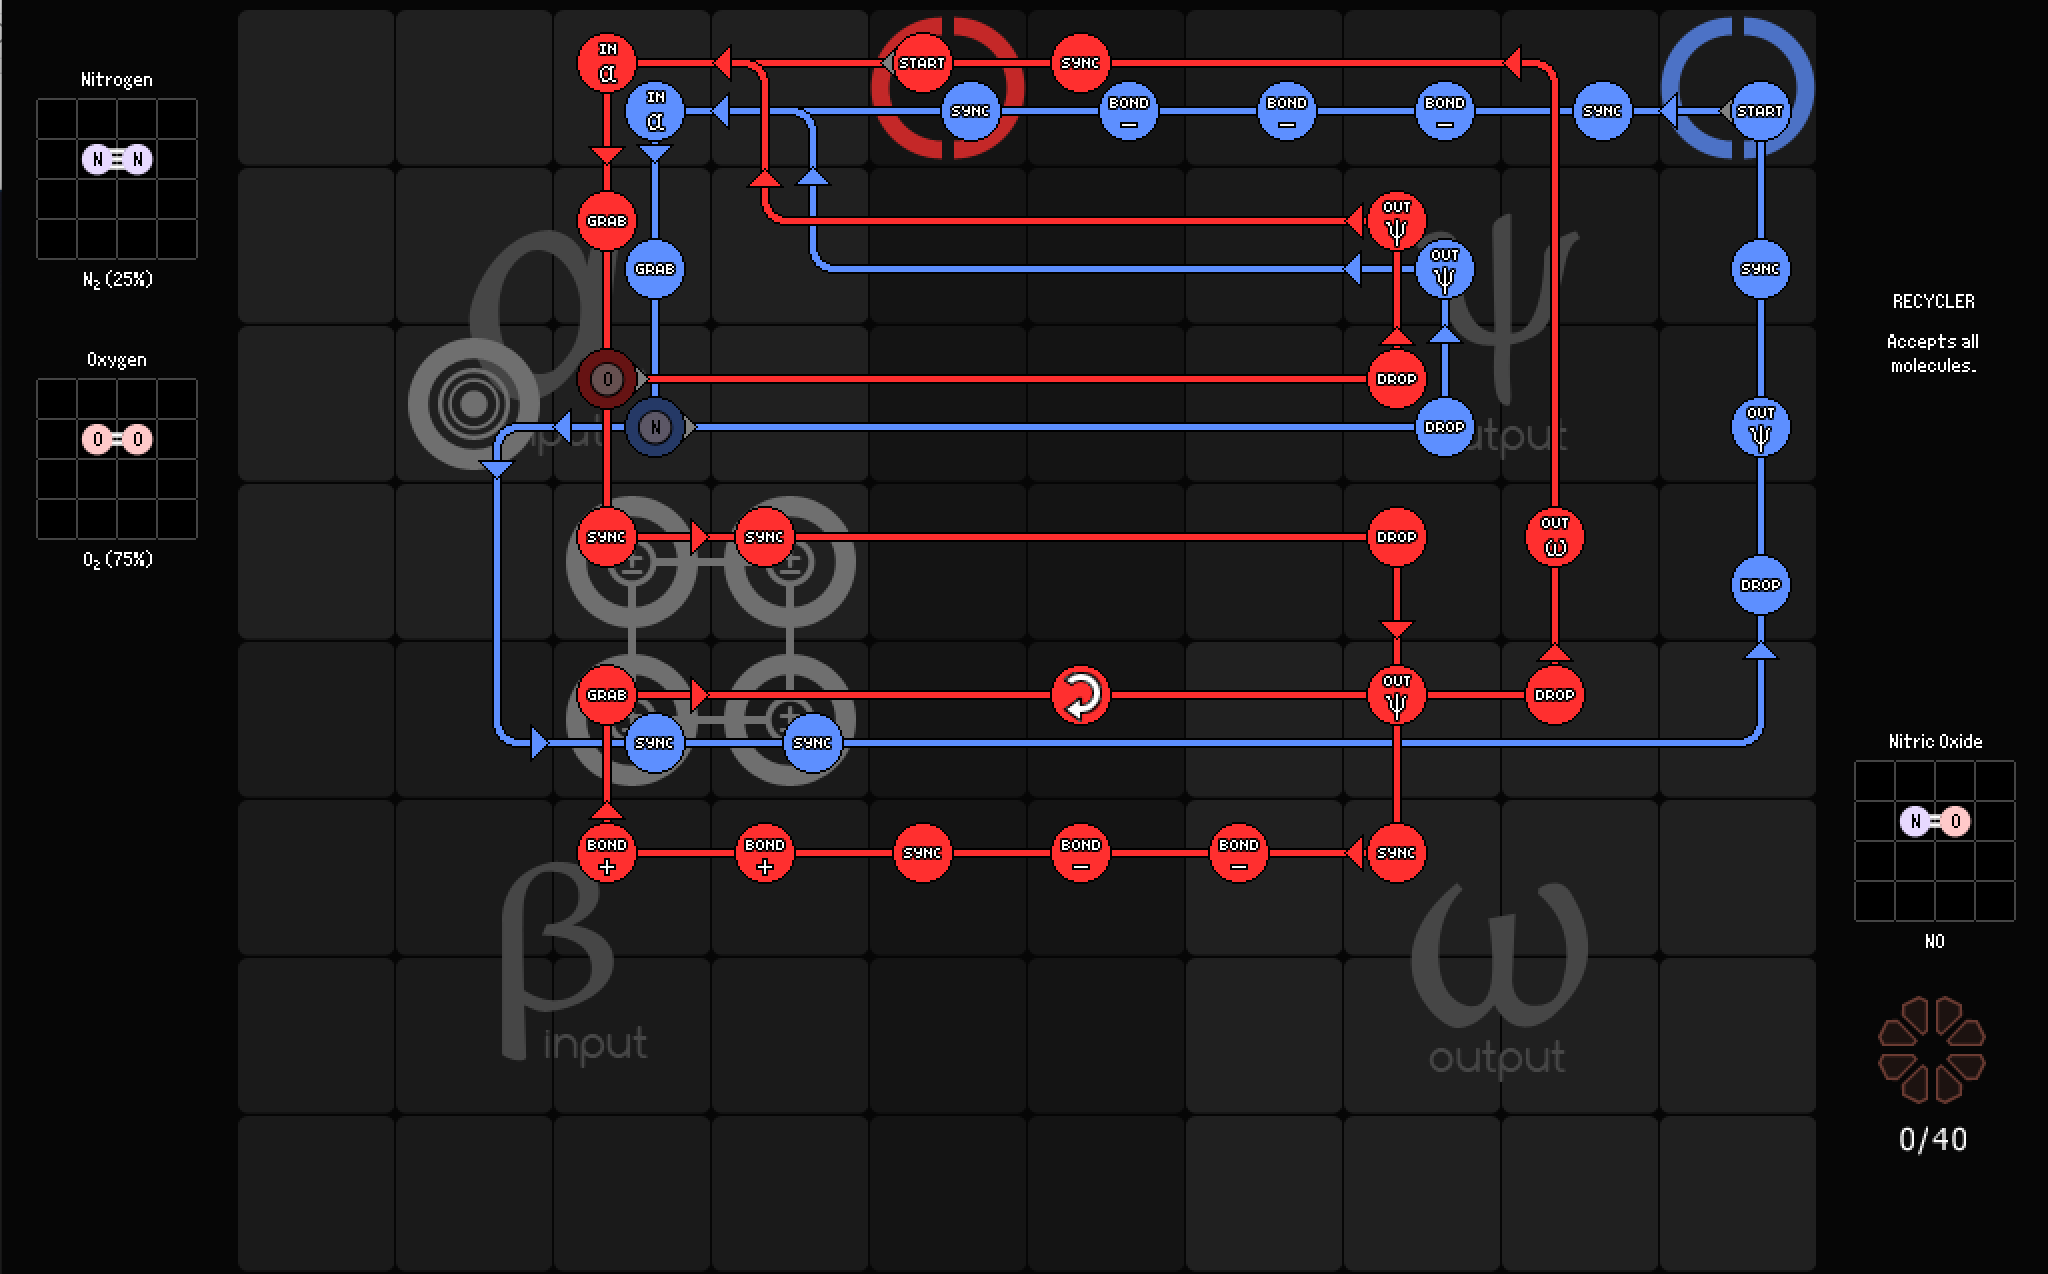 Nitrogen
N≡N
N₂ (25%)
Oxygen
O=O
O₂ (75%)
IN α
START
SYNC
IN α
SYNC
BOND –
BOND –
BOND –
SYNC
START
GRAB
OUT ψ
GRAB
OUT ψ
SYNC
RECYCLER
Accepts all
molecules.
α
input
ψ
output
O
DROP
N
DROP
OUT ψ
SYNC
SYNC
DROP
OUT ω
DROP
GRAB
OUT ψ
DROP
SYNC
SYNC
Nitric Oxide
N=O
NO
BOND +
BOND +
SYNC
BOND –
BOND –
SYNC
β
input
ω
output
0/40